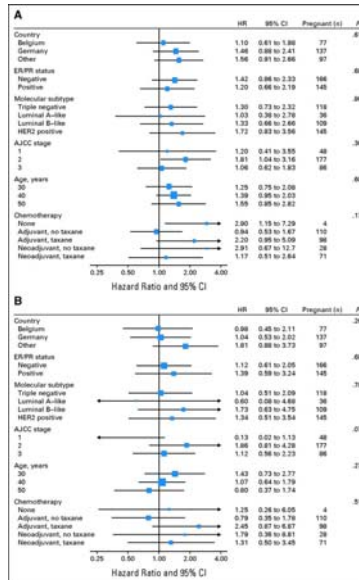 A
HR 95% CI Pregnant (n)
Country
Belgium 1.10 0.61 to 1.98 77
Germany 1.46 0.88 to 2.41 137
Other 1.56 0.91 to 2.66 97
ER/PR status
Negative 1.42 0.86 to 2.33 166
Positive 1.20 0.66 to 2.19 145
Molecular subtype
Triple negative 1.30 0.73 to 2.32 118
Luminal A–like 1.03 0.38 to 2.78 36
Luminal B–like 1.33 0.66 to 2.66 109
HER2 positive 1.72 0.83 to 3.56 145
AJCC stage
1 1.20 0.41 to 3.55 48
2 1.81 1.04 to 3.16 177
3 1.06 0.62 to 1.83 86
Age, years
30 1.25 0.75 to 2.08
40 1.39 0.95 to 2.03
50 1.55 0.85 to 2.82
Chemotherapy
None 2.90 1.15 to 7.29 4
Adjuvant, no taxane 0.94 0.53 to 1.67 110
Adjuvant, taxane 2.20 0.95 to 5.09 98
Neoadjuvant, no taxane 2.91 0.67 to 12.7 28
Neoadjuvant, taxane 1.17 0.51 to 2.64 71
0.25 0.50 1.00 2.00 4.00
Hazard Ratio and 95% CI
B
HR 95% CI Pregnant (n)
Country
Belgium 0.98 0.45 to 2.11 77
Germany 1.04 0.53 to 2.02 137
Other 1.81 0.88 to 3.73 97
ER/PR status
Negative 1.12 0.61 to 2.05 166
Positive 1.39 0.59 to 3.24 145
Molecular subtype
Triple negative 1.04 0.51 to 2.09 118
Luminal A–like 0.60 0.08 to 4.68 36
Luminal B–like 1.73 0.63 to 4.75 109
HER2 positive 1.34 0.51 to 3.54 145
AJCC stage
1 0.13 0.02 to 1.13 48
2 1.86 0.81 to 4.28 177
3 1.12 0.56 to 2.23 86
Age, years
30 1.43 0.73 to 2.77
40 1.07 0.64 to 1.79
50 0.80 0.37 to 1.74
Chemotherapy
None 1.25 0.26 to 6.05 4
Adjuvant, no taxane 0.79 0.35 to 1.78 110
Adjuvant, taxane 2.45 0.87 to 6.87 98
Neoadjuvant, no taxane 1.78 0.36 to 8.81 28
Neoadjuvant, taxane 1.31 0.50 to 3.45 71
0.25 0.50 1.00 2.00 4.00
Hazard Ratio and 95% CI